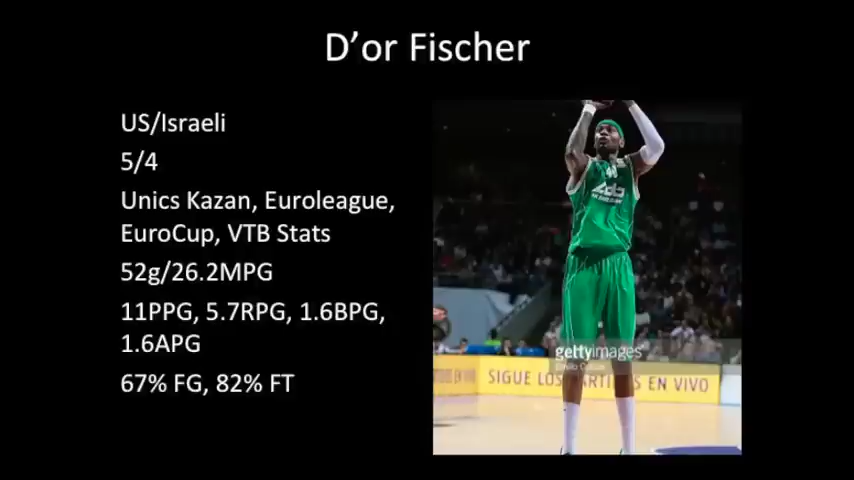 D’or Fischer
US/Israeli
5/4
Unics Kazan, Euroleague,
EuroCup, VTB Stats
52g/26.2MPG
11PPG, 5.7RPG, 1.6BPG,
1.6APG
67% FG, 82% FT
gettyimages
SIGUE LOS PARTIDOS EN VIVO